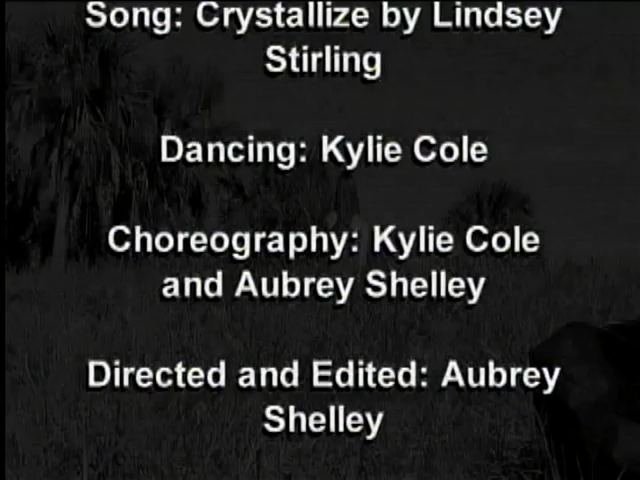 Song: Crystallize by Lindsey
Stirling
Dancing: Kylie Cole
Choreography: Kylie Cole
and Aubrey Shelley
Directed and Edited: Aubrey
Shelley